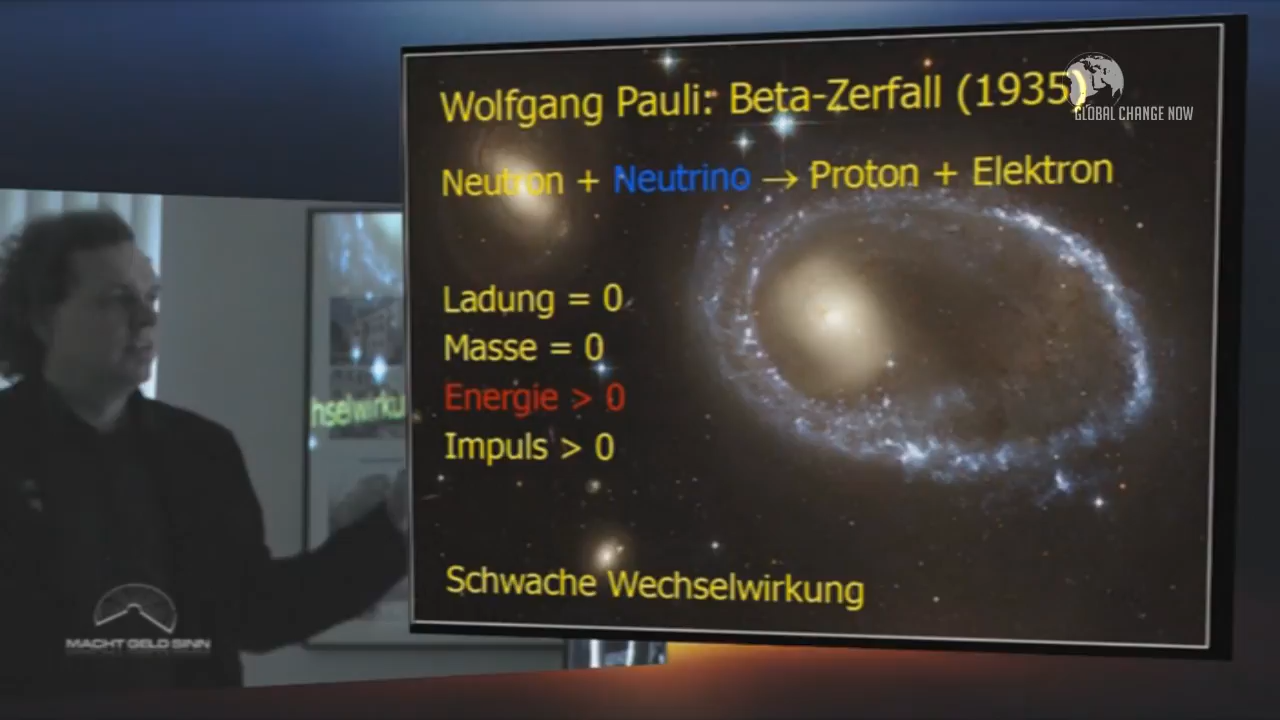 Wolfgang Pauli: Beta-Zerfall (1935)
GLOBAL CHANGE NOW
Neutron + Neutrino → Proton + Elektron
Ladung = 0
Masse = 0
Energie > 0
Impuls > 0
hselwirku
Schwache Wechselwirkung
MACHT GELD SINN